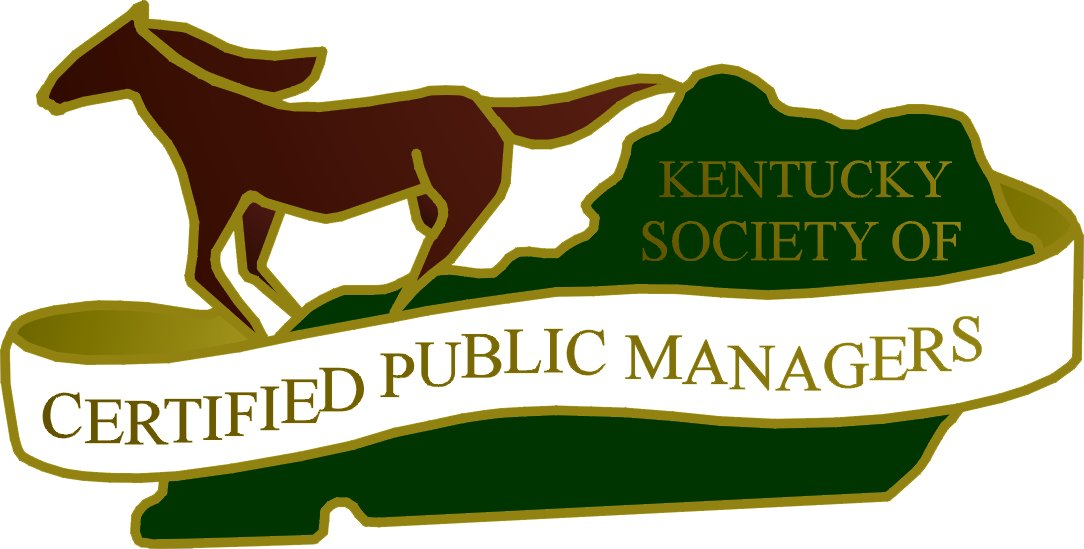 KENTUCKY
SOCIETY OF
CERTIFIED PUBLIC MANAGERS